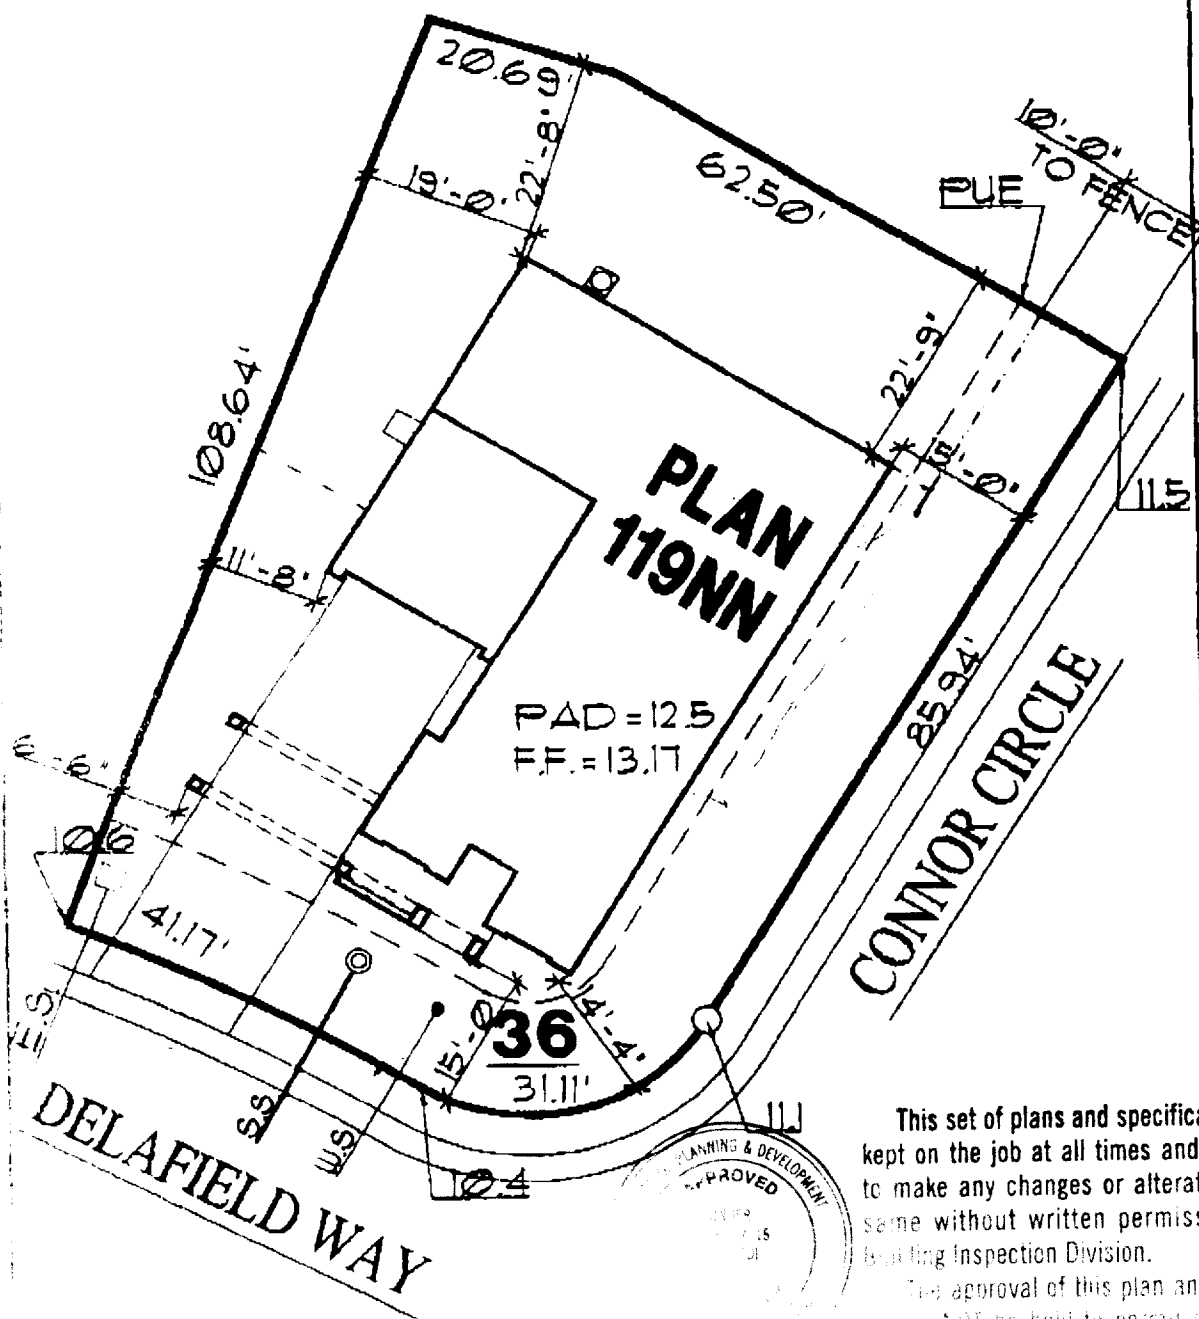 20.69'
22'-8"
19'-0"
62.50'
10'-0"
TO FENCE
PUE
22'-9"
15'-0"
11.5
108.64'
11'-8"
PLAN
119NN
PAD = 12.5
F.F. = 13.17
85.94'
CONNOR CIRCLE
6'-6"
10.6
41.17'
15'-0"
36
31.11'
14'-4"
11.1
10.4
E.S.
S.S
W.S
DELAFIELD WAY
PLANNING & DEVELOPMENT
APPROVED
This set of plans and specifica
kept on the job at all times and
to make any changes or alterat
same without written permiss
Building Inspection Division.
The approval of this plan an